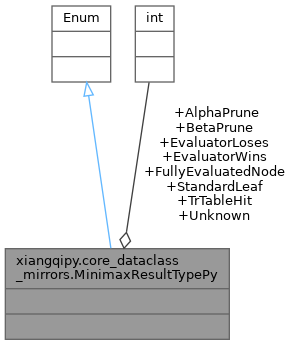 Enum
int
+AlphaPrune
+BetaPrune
+EvaluatorLoses
+EvaluatorWins
+FullyEvaluatedNode
+StandardLeaf
+TrTableHit
+Unknown
xiangqipy.core_dataclass
_mirrors.MinimaxResultTypePy